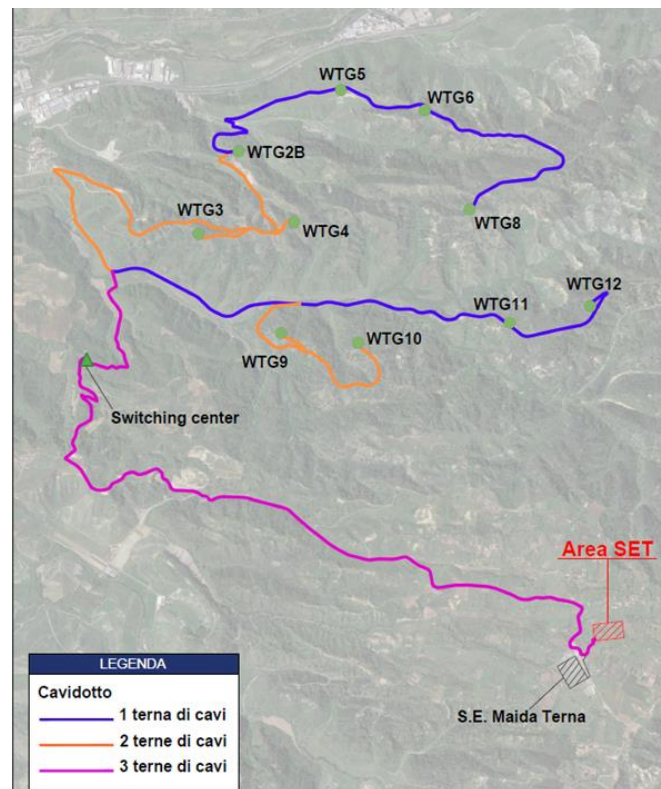 WTG5
WTG6
WTG2B
WTG3
WTG4
WTG8
WTG12
WTG11
WTG9
WTG10
Switching center
Area SET
S.E. Maida Terna
LEGENDA
Cavidotto
1 terna di cavi
2 terne di cavi
3 terne di cavi